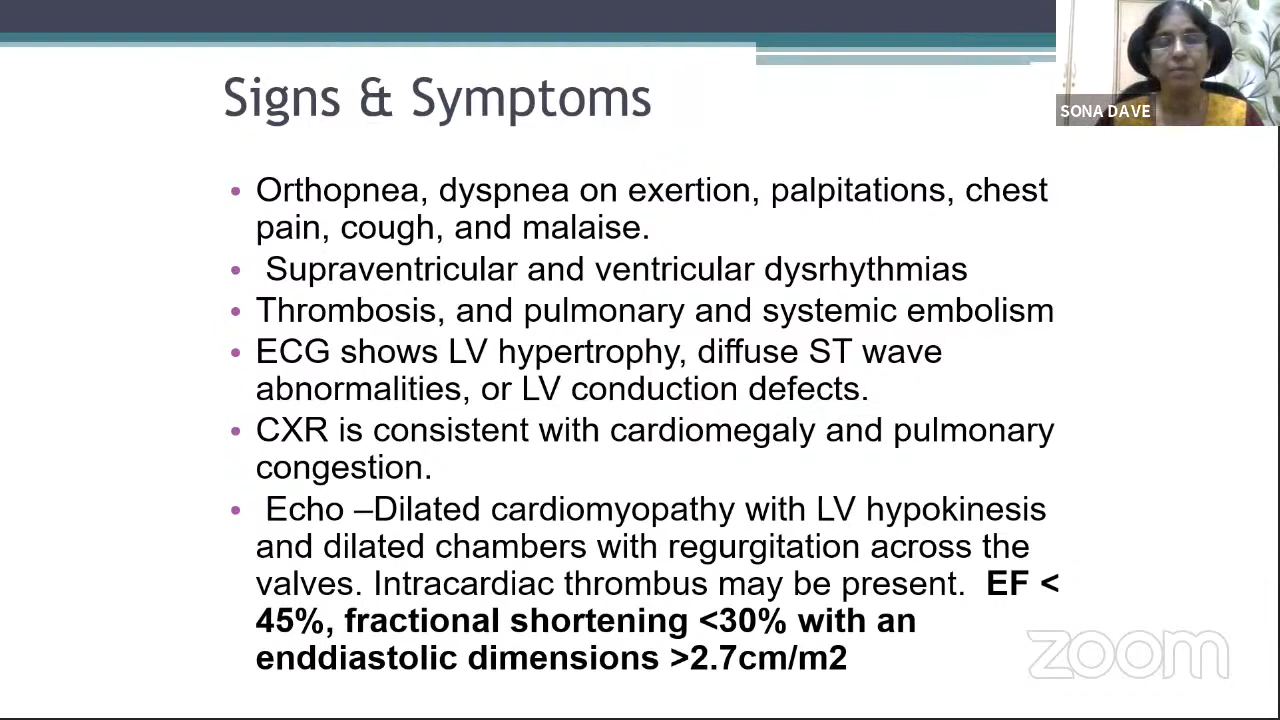 Signs & Symptoms
SONA DAVE
• Orthopnea, dyspnea on exertion, palpitations, chest
pain, cough, and malaise.
• Supraventricular and ventricular dysrhythmias
• Thrombosis, and pulmonary and systemic embolism
• ECG shows LV hypertrophy, diffuse ST wave
abnormalities, or LV conduction defects.
• CXR is consistent with cardiomegaly and pulmonary
congestion.
• Echo –Dilated cardiomyopathy with LV hypokinesis
and dilated chambers with regurgitation across the
valves. Intracardiac thrombus may be present. EF <
45%, fractional shortening <30% with an
enddiastolic dimensions >2.7cm/m2
zoom